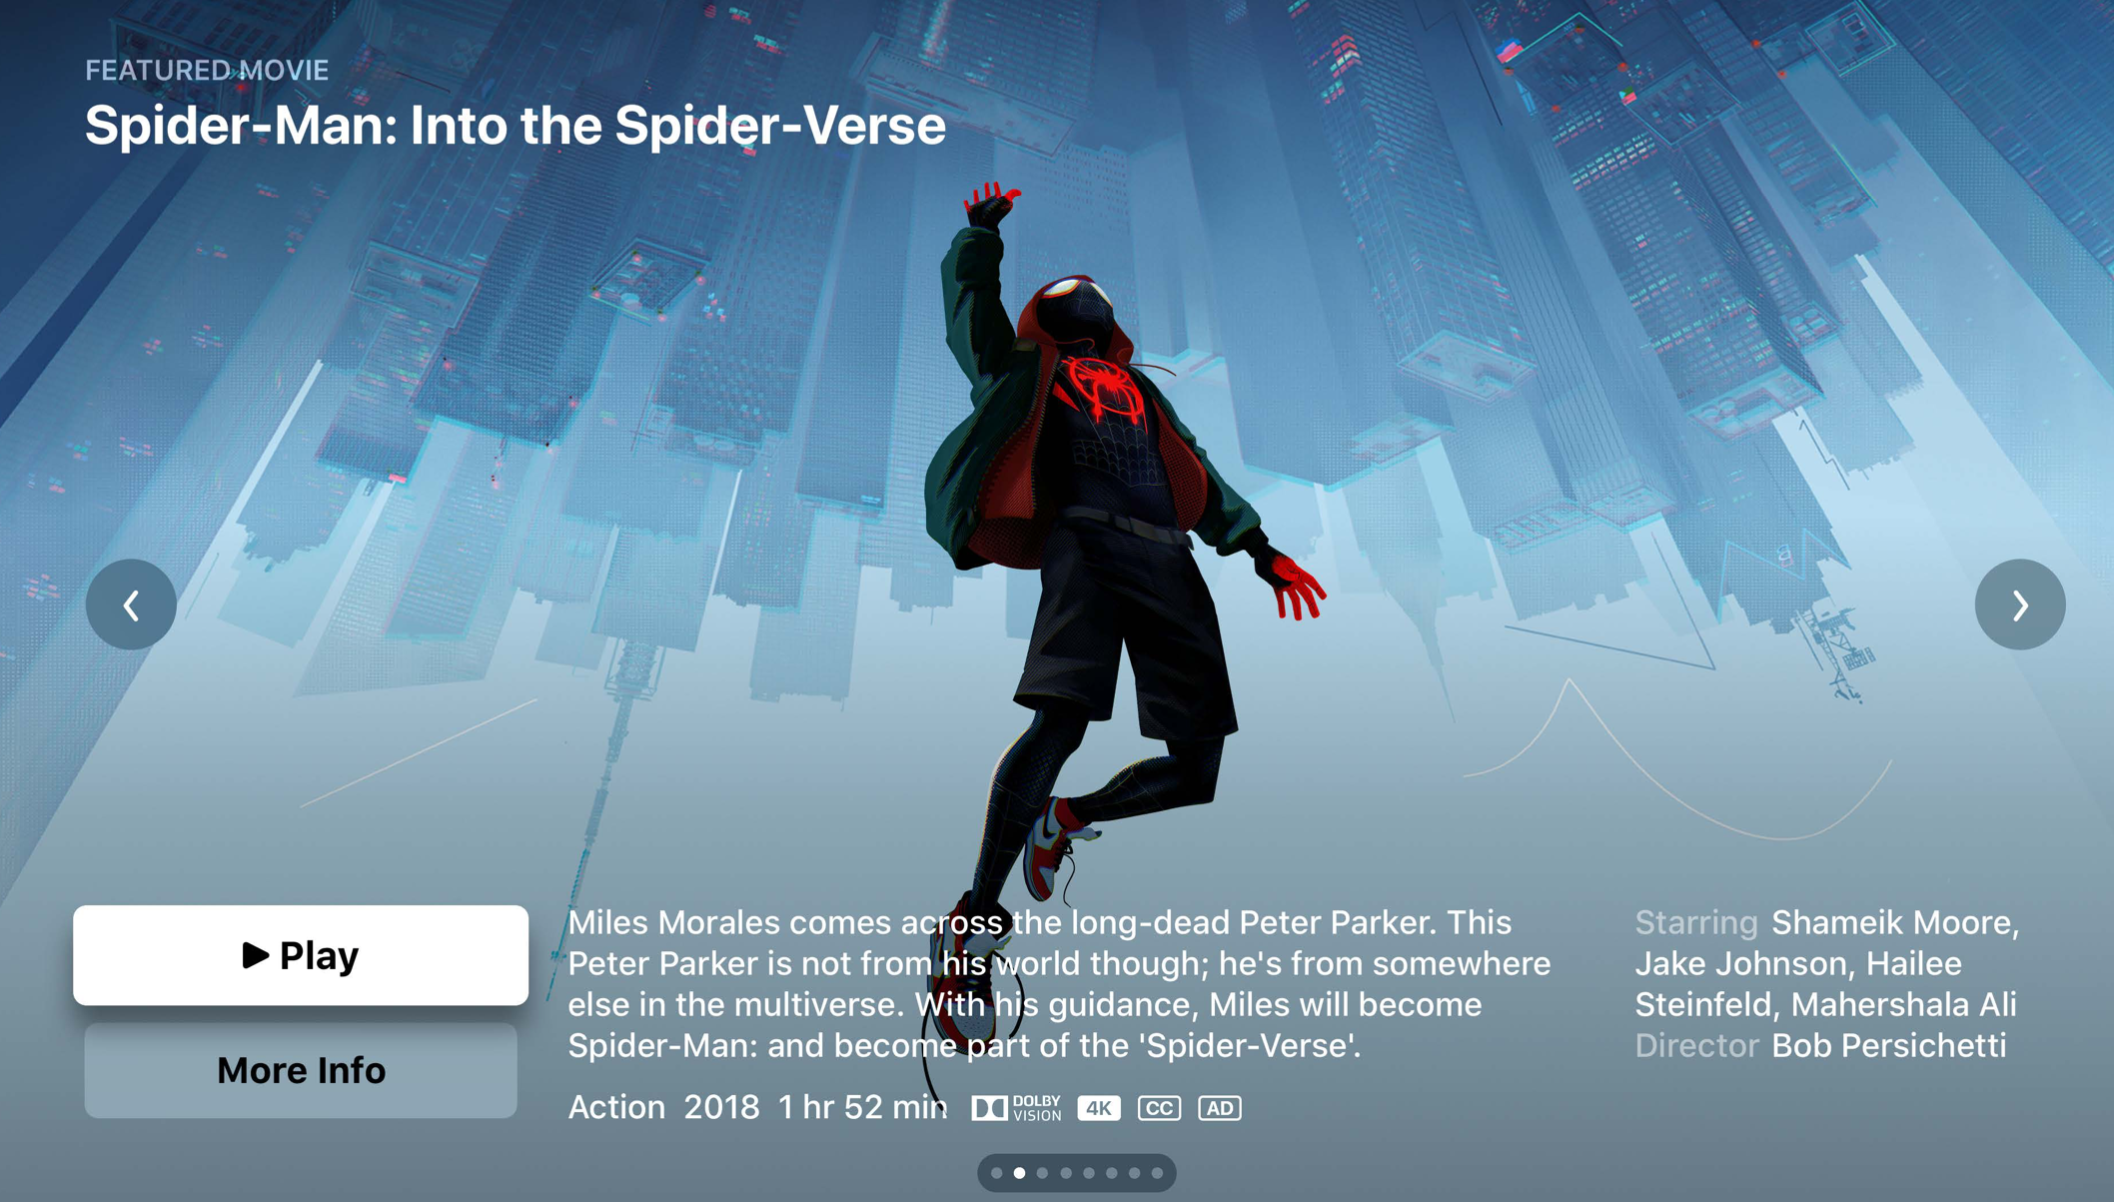 FEATURED MOVIE
Spider-Man: Into the Spider-Verse
Play
More Info
Miles Morales comes across the long-dead Peter Parker. This
Peter Parker is not from his world though; he's from somewhere
else in the multiverse. With his guidance, Miles will become
Spider-Man: and become part of the 'Spider-Verse'.
Action 2018 1 hr 52 min DOLBY VISION 4K CC AD
Starring Shameik Moore,
Jake Johnson, Hailee
Steinfeld, Mahershala Ali
Director Bob Persichetti